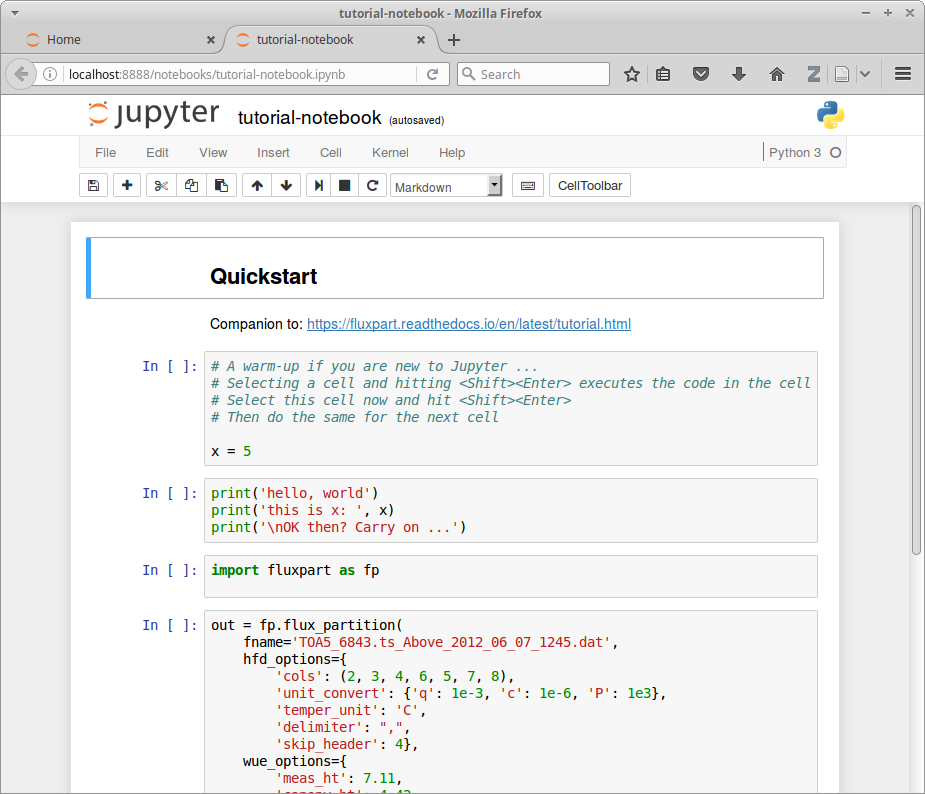 tutorial-notebook - Mozilla Firefox
Home
tutorial-notebook
localhost:8888/notebooks/tutorial-notebook.ipynb
Search
jupyter tutorial-notebook (autosaved)
File Edit View Insert Cell Kernel Help Python 3
Markdown CellToolbar
Quickstart
Companion to: https://fluxpart.readthedocs.io/en/latest/tutorial.html
In [ ]: # A warm-up if you are new to Jupyter ...
# Selecting a cell and hitting <Shift><Enter> executes the code in the cell
# Select this cell now and hit <Shift><Enter>
# Then do the same for the next cell
x = 5
In [ ]: print('hello, world')
print('this is x: ', x)
print('\nOK then? Carry on ...')
In [ ]: import fluxpart as fp
In [ ]: out = fp.flux_partition(
    fname='TOA5_6843.ts_Above_2012_06_07_1245.dat',
    hfd_options={
        'cols': (2, 3, 4, 6, 5, 7, 8),
        'unit_convert': {'q': 1e-3, 'c': 1e-6, 'P': 1e3},
        'temper_unit': 'C',
        'delimiter': ",",
        'skip_header': 4},
    wue_options={
        'meas_ht': 7.11,